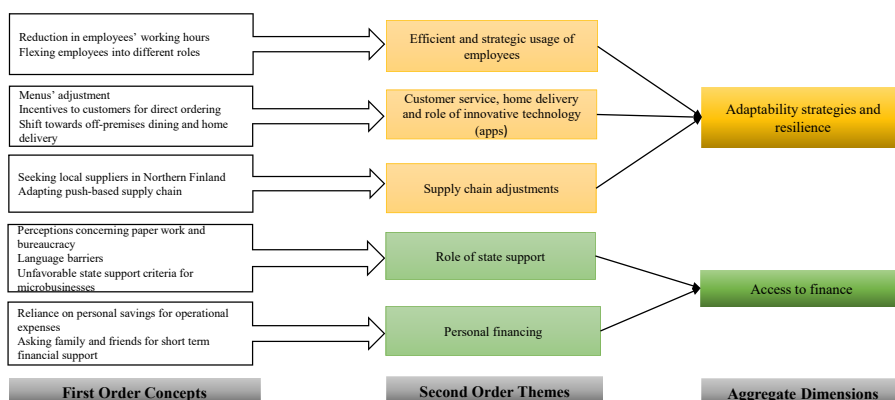 Reduction in employees' working hours
Flexing employees into different roles
Efficient and strategic usage of
employees
Menus' adjustment
Incentives to customers for direct ordering
Shift towards off-premises dining and home
delivery
Customer service, home delivery
and role of innovative technology
(apps)
Adaptability strategies and
resilience
Seeking local suppliers in Northern Finland
Adapting push-based supply chain
Supply chain adjustments
Perceptions concerning paper work and
bureaucracy
Language barriers
Unfavorable state support criteria for
microbusinesses
Role of state support
Access to finance
Reliance on personal savings for operational
expenses
Asking family and friends for short term
financial support
Personal financing
First Order Concepts
Second Order Themes
Aggregate Dimensions